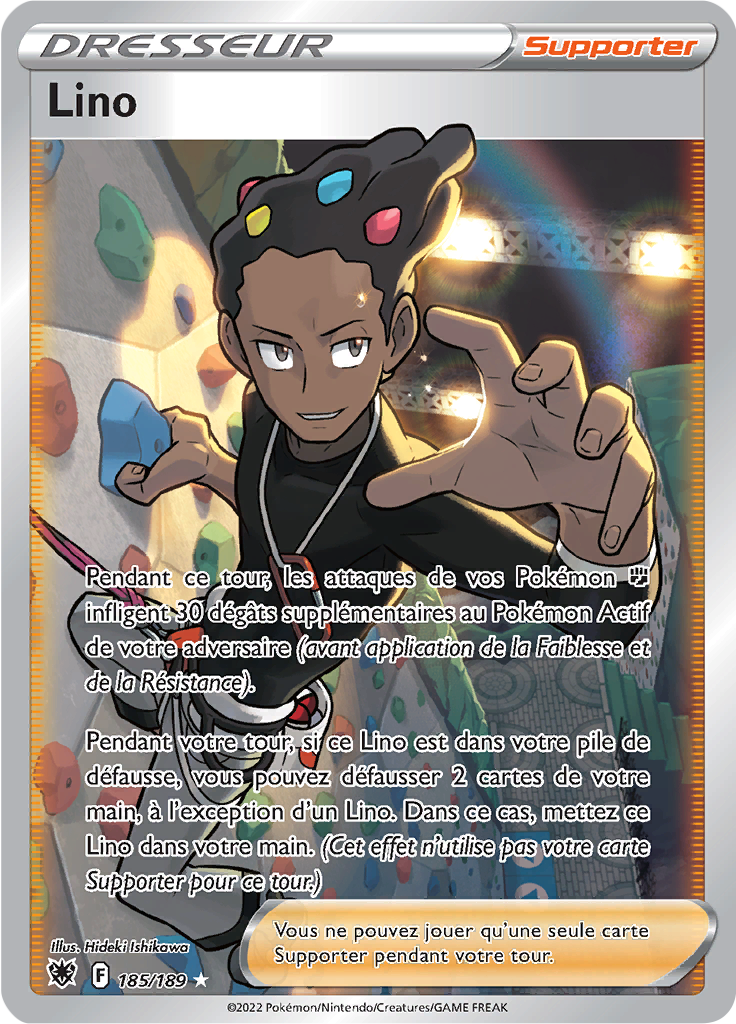 DRESSEUR
Supporter
Lino
Pendant ce tour, les attaques de vos Pokémon
infligent 30 dégâts supplémentaires au Pokémon Actif
de votre adversaire (avant application de la Faiblesse et
de la Résistance).
Pendant votre tour, si ce Lino est dans votre pile de
défausse, vous pouvez défausser 2 cartes de votre
main, à l'exception d'un Lino. Dans ce cas, mettez ce
Lino dans votre main. (Cet effet n'utilise pas votre carte
Supporter pour ce tour.)
Vous ne pouvez jouer qu'une seule carte
Supporter pendant votre tour.
Illus. Hideki Ishikawa
F 185/189
©2022 Pokémon/Nintendo/Creatures/GAME FREAK